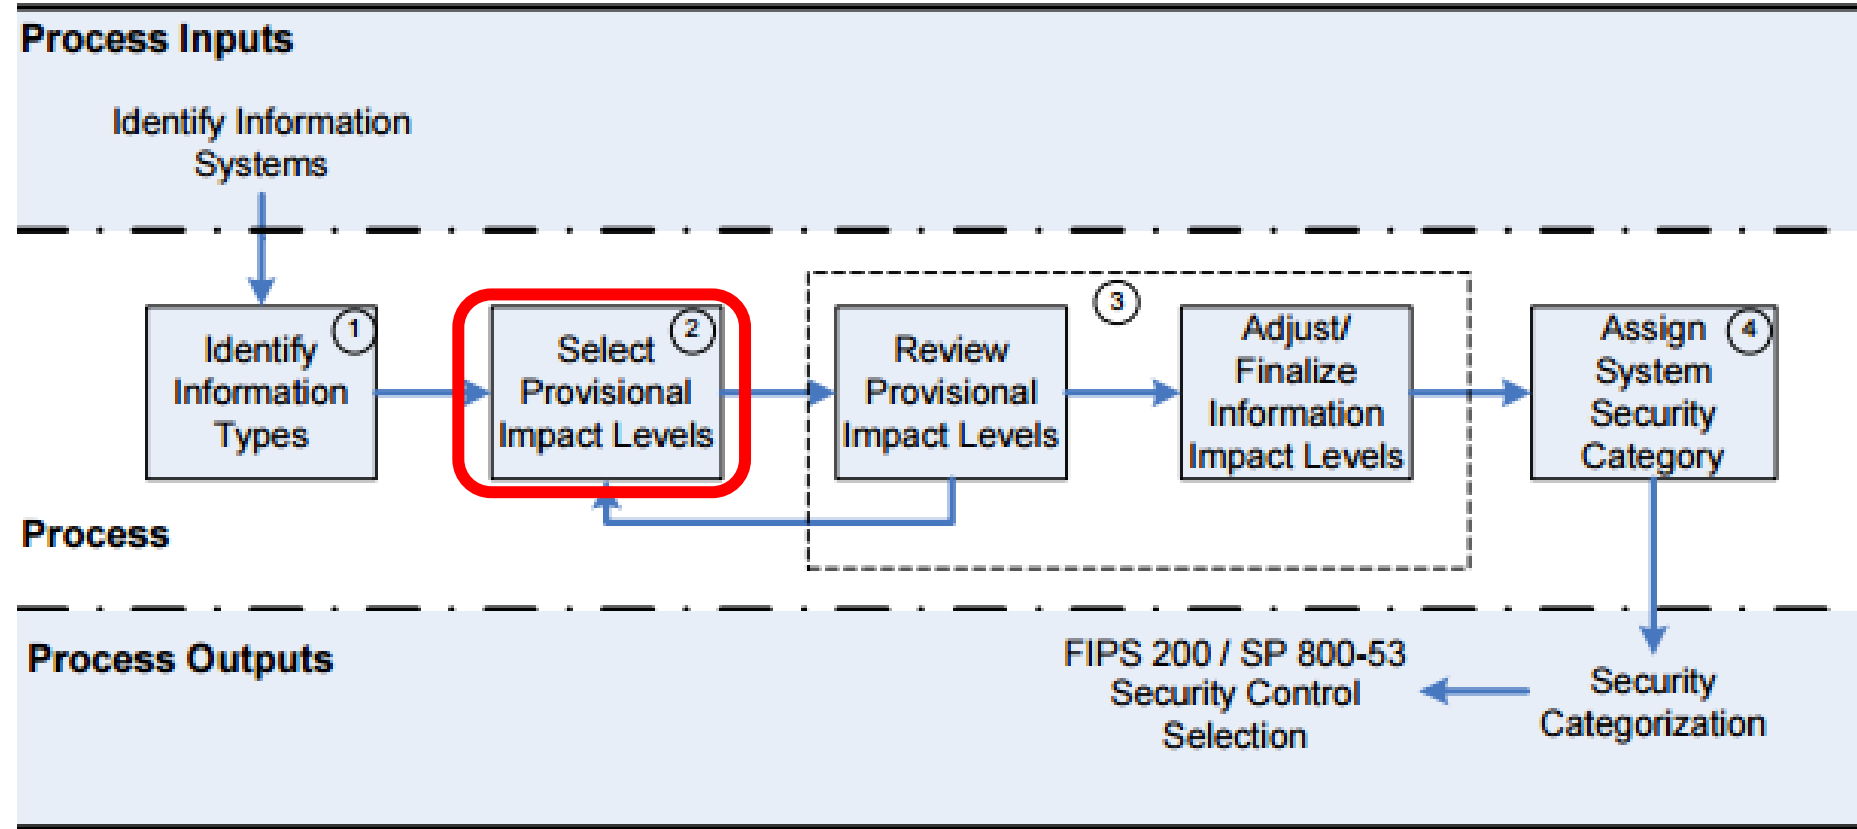 Process Inputs
Identify Information
Systems
1
Identify
Information
Types
2
Select
Provisional
Impact Levels
3
Review
Provisional
Impact Levels
Adjust/
Finalize
Information
Impact Levels
4
Assign
System
Security
Category
Process
Process Outputs
FIPS 200 / SP 800-53
Security Control
Selection
Security
Categorization